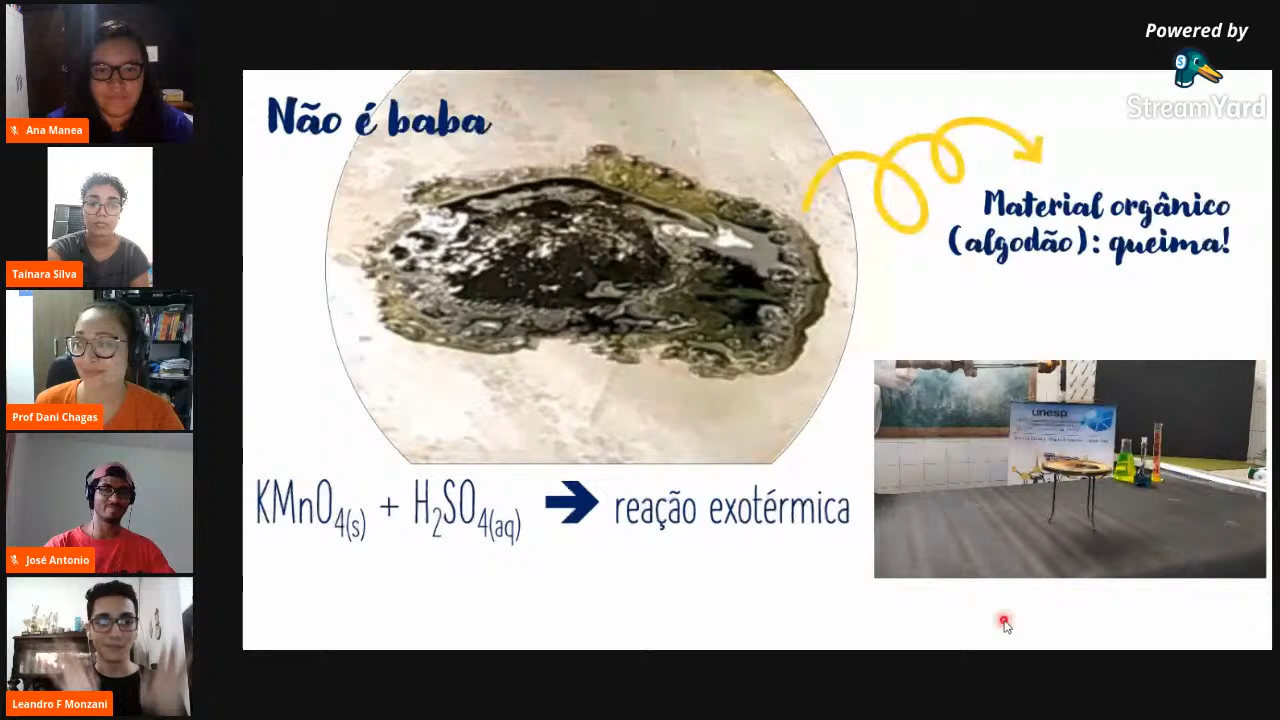 Powered by
StreamYard
Ana Manea
Tainara Silva
Prof Dani Chagas
José Antonio
Leandro F Monzani
Não é baba
Material orgânico
(algodão): queima!
KMnO4(s) + H2SO4(aq) → reação exotérmica
unesp